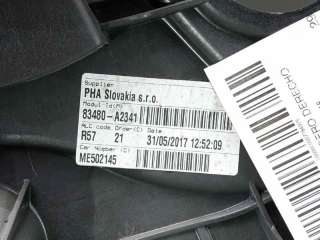 Supplier
PHA Slovakia s.r.o.
Modul Id(M)
83480-A2341
ALC code Order(C) Date
R57 21 31/05/2017 12:52:09
Car Number (B)
ME502145
ERO DERECHO